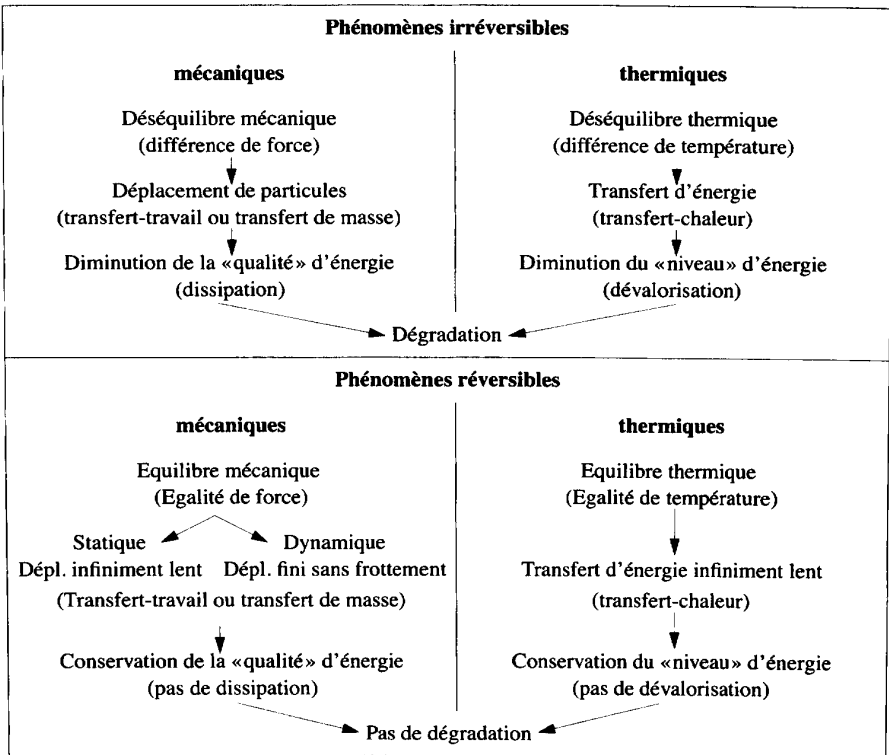 Phénomènes irréversibles
mécaniques
Déséquilibre mécanique
(différence de force)
Déplacement de particules
(transfert-travail ou transfert de masse)
Diminution de la «qualité» d'énergie
(dissipation)
thermiques
Déséquilibre thermique
(différence de température)
Transfert d'énergie
(transfert-chaleur)
Diminution du «niveau» d'énergie
(dévalorisation)
Dégradation
Phénomènes réversibles
mécaniques
Equilibre mécanique
(Egalité de force)
Statique
Dépl. infiniment lent
Dynamique
Dépl. fini sans frottement
(Transfert-travail ou transfert de masse)
Conservation de la «qualité» d'énergie
(pas de dissipation)
thermiques
Equilibre thermique
(Egalité de température)
Transfert d'énergie infiniment lent
(transfert-chaleur)
Conservation du «niveau» d'énergie
(pas de dévalorisation)
Pas de dégradation